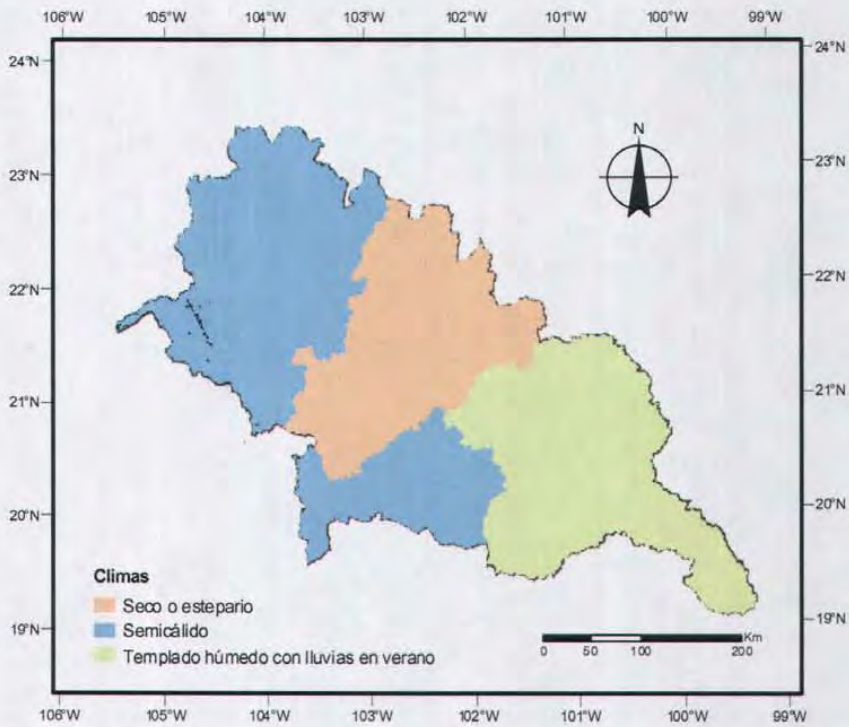 106°W 105°W 104°W 103°W 102°W 101°W 100°W 99°W
24°N 24°N
N
23°N 23°N
22°N 22°N
21°N 21°N
20°N 20°N
Climas
Seco o estepario
Semicálido
19°N 19°N
Templado húmedo con lluvias en verano
Km
0 50 100 200
106°W 105°W 104°W 103°W 102°W 101°W 100°W 99°W